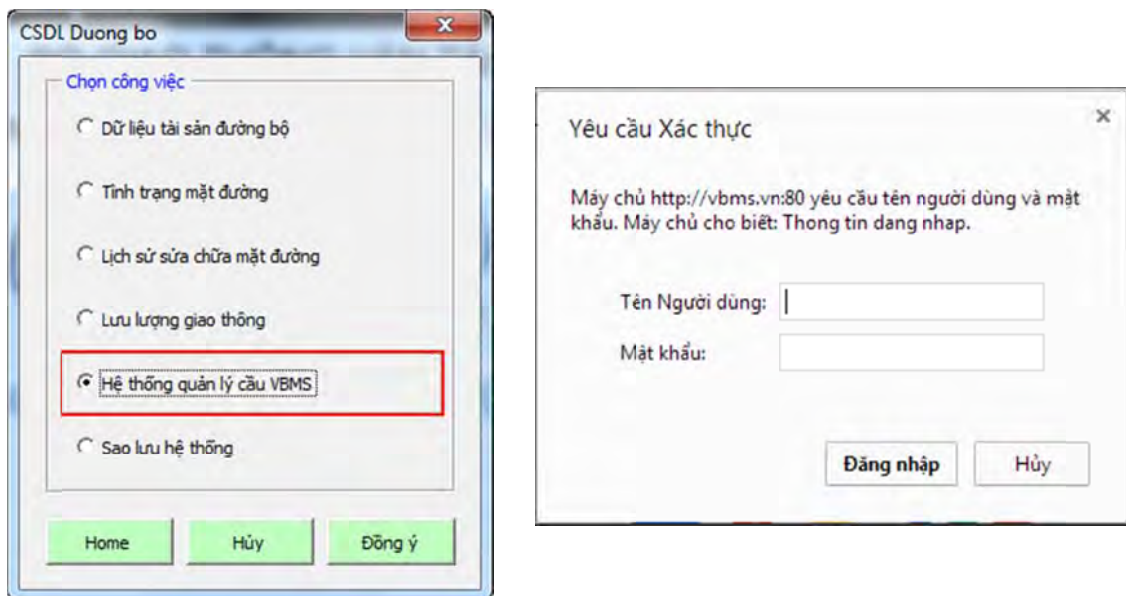 CSDL Duong bo
Chọn công việc
Dữ liệu tài sản đường bộ
Tình trạng mặt đường
Lịch sử sửa chữa mặt đường
Lưu lượng giao thông
Hệ thống quản lý cầu VBMS
Sao lưu hệ thống
Home
Hủy
Đồng ý
Yêu cầu Xác thực
Máy chủ http://vbms.vn:80 yêu cầu tên người dùng và mật
khẩu. Máy chủ cho biết: Thong tin dang nhap.
Tên Người dùng:
Mật khẩu:
Đăng nhập
Hủy